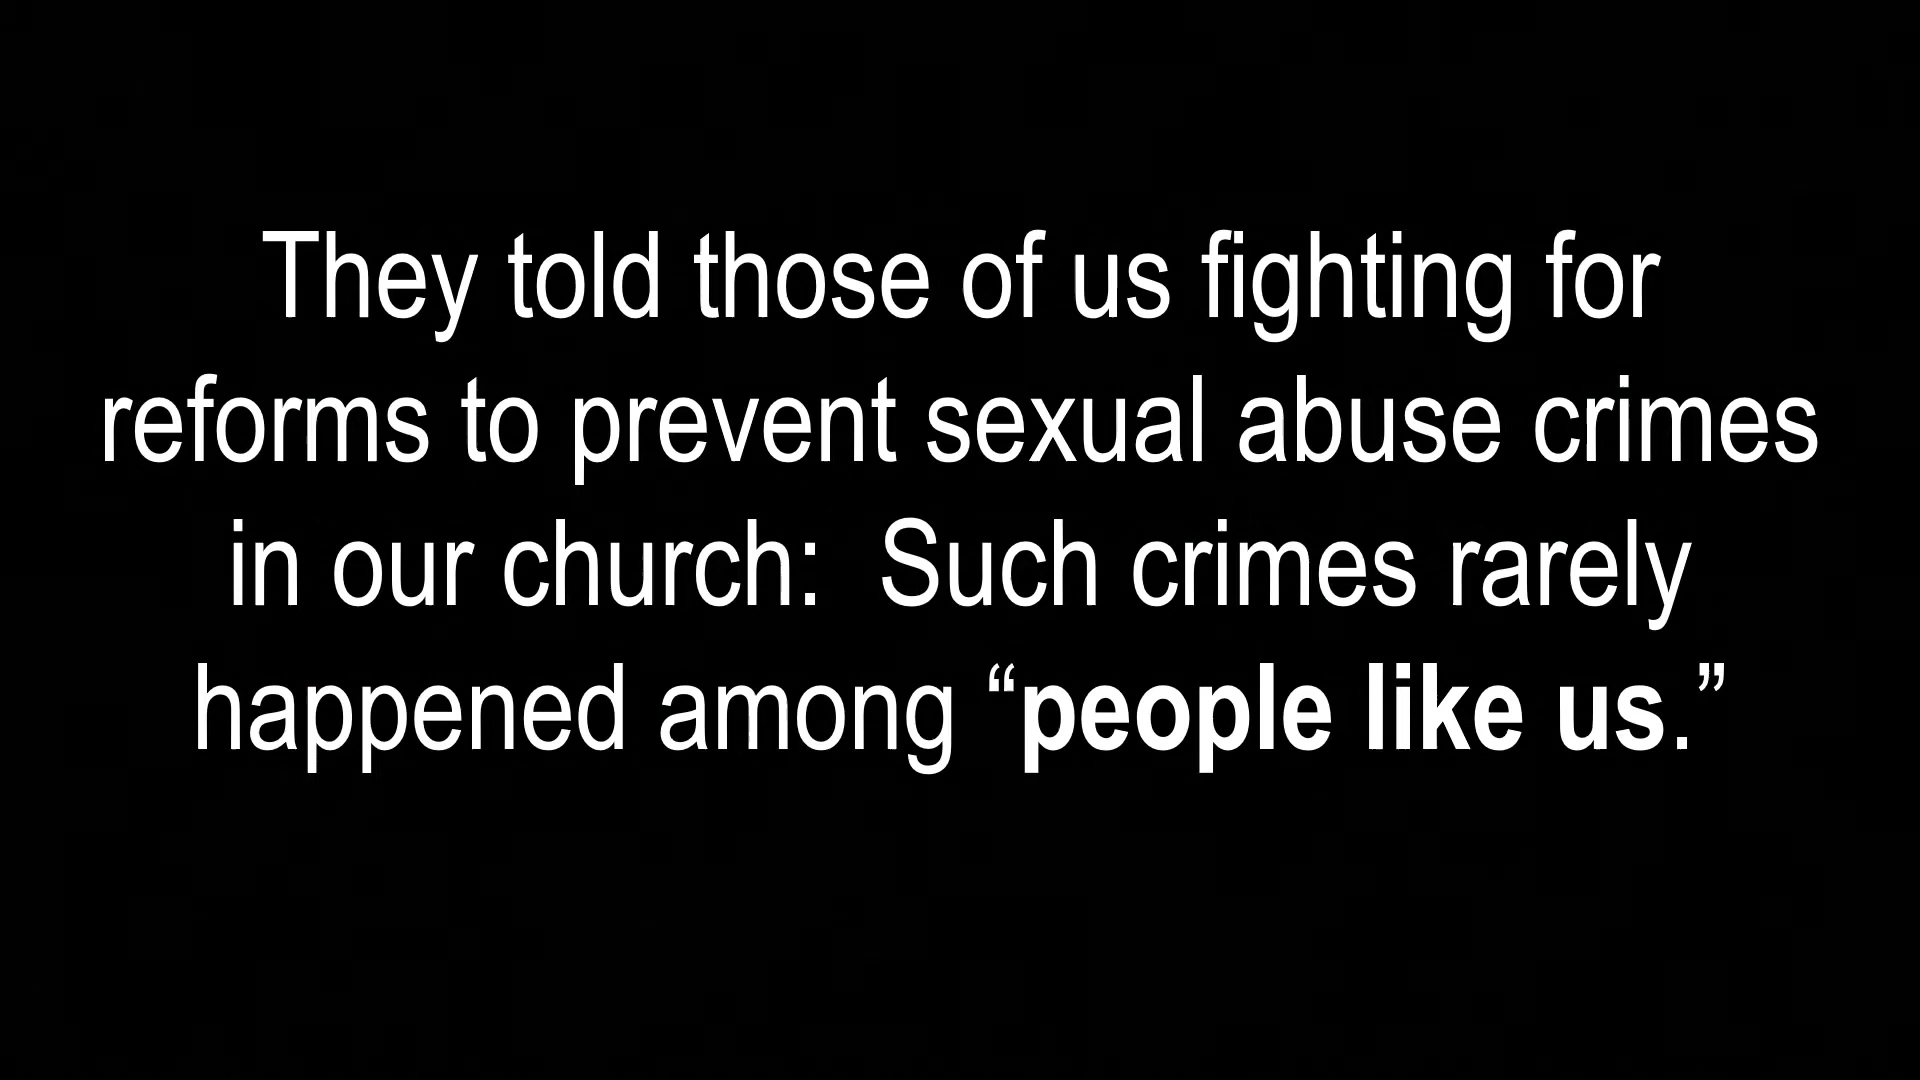 They told those of us fighting for
reforms to prevent sexual abuse crimes
in our church:  Such crimes rarely
happened among “people like us.”